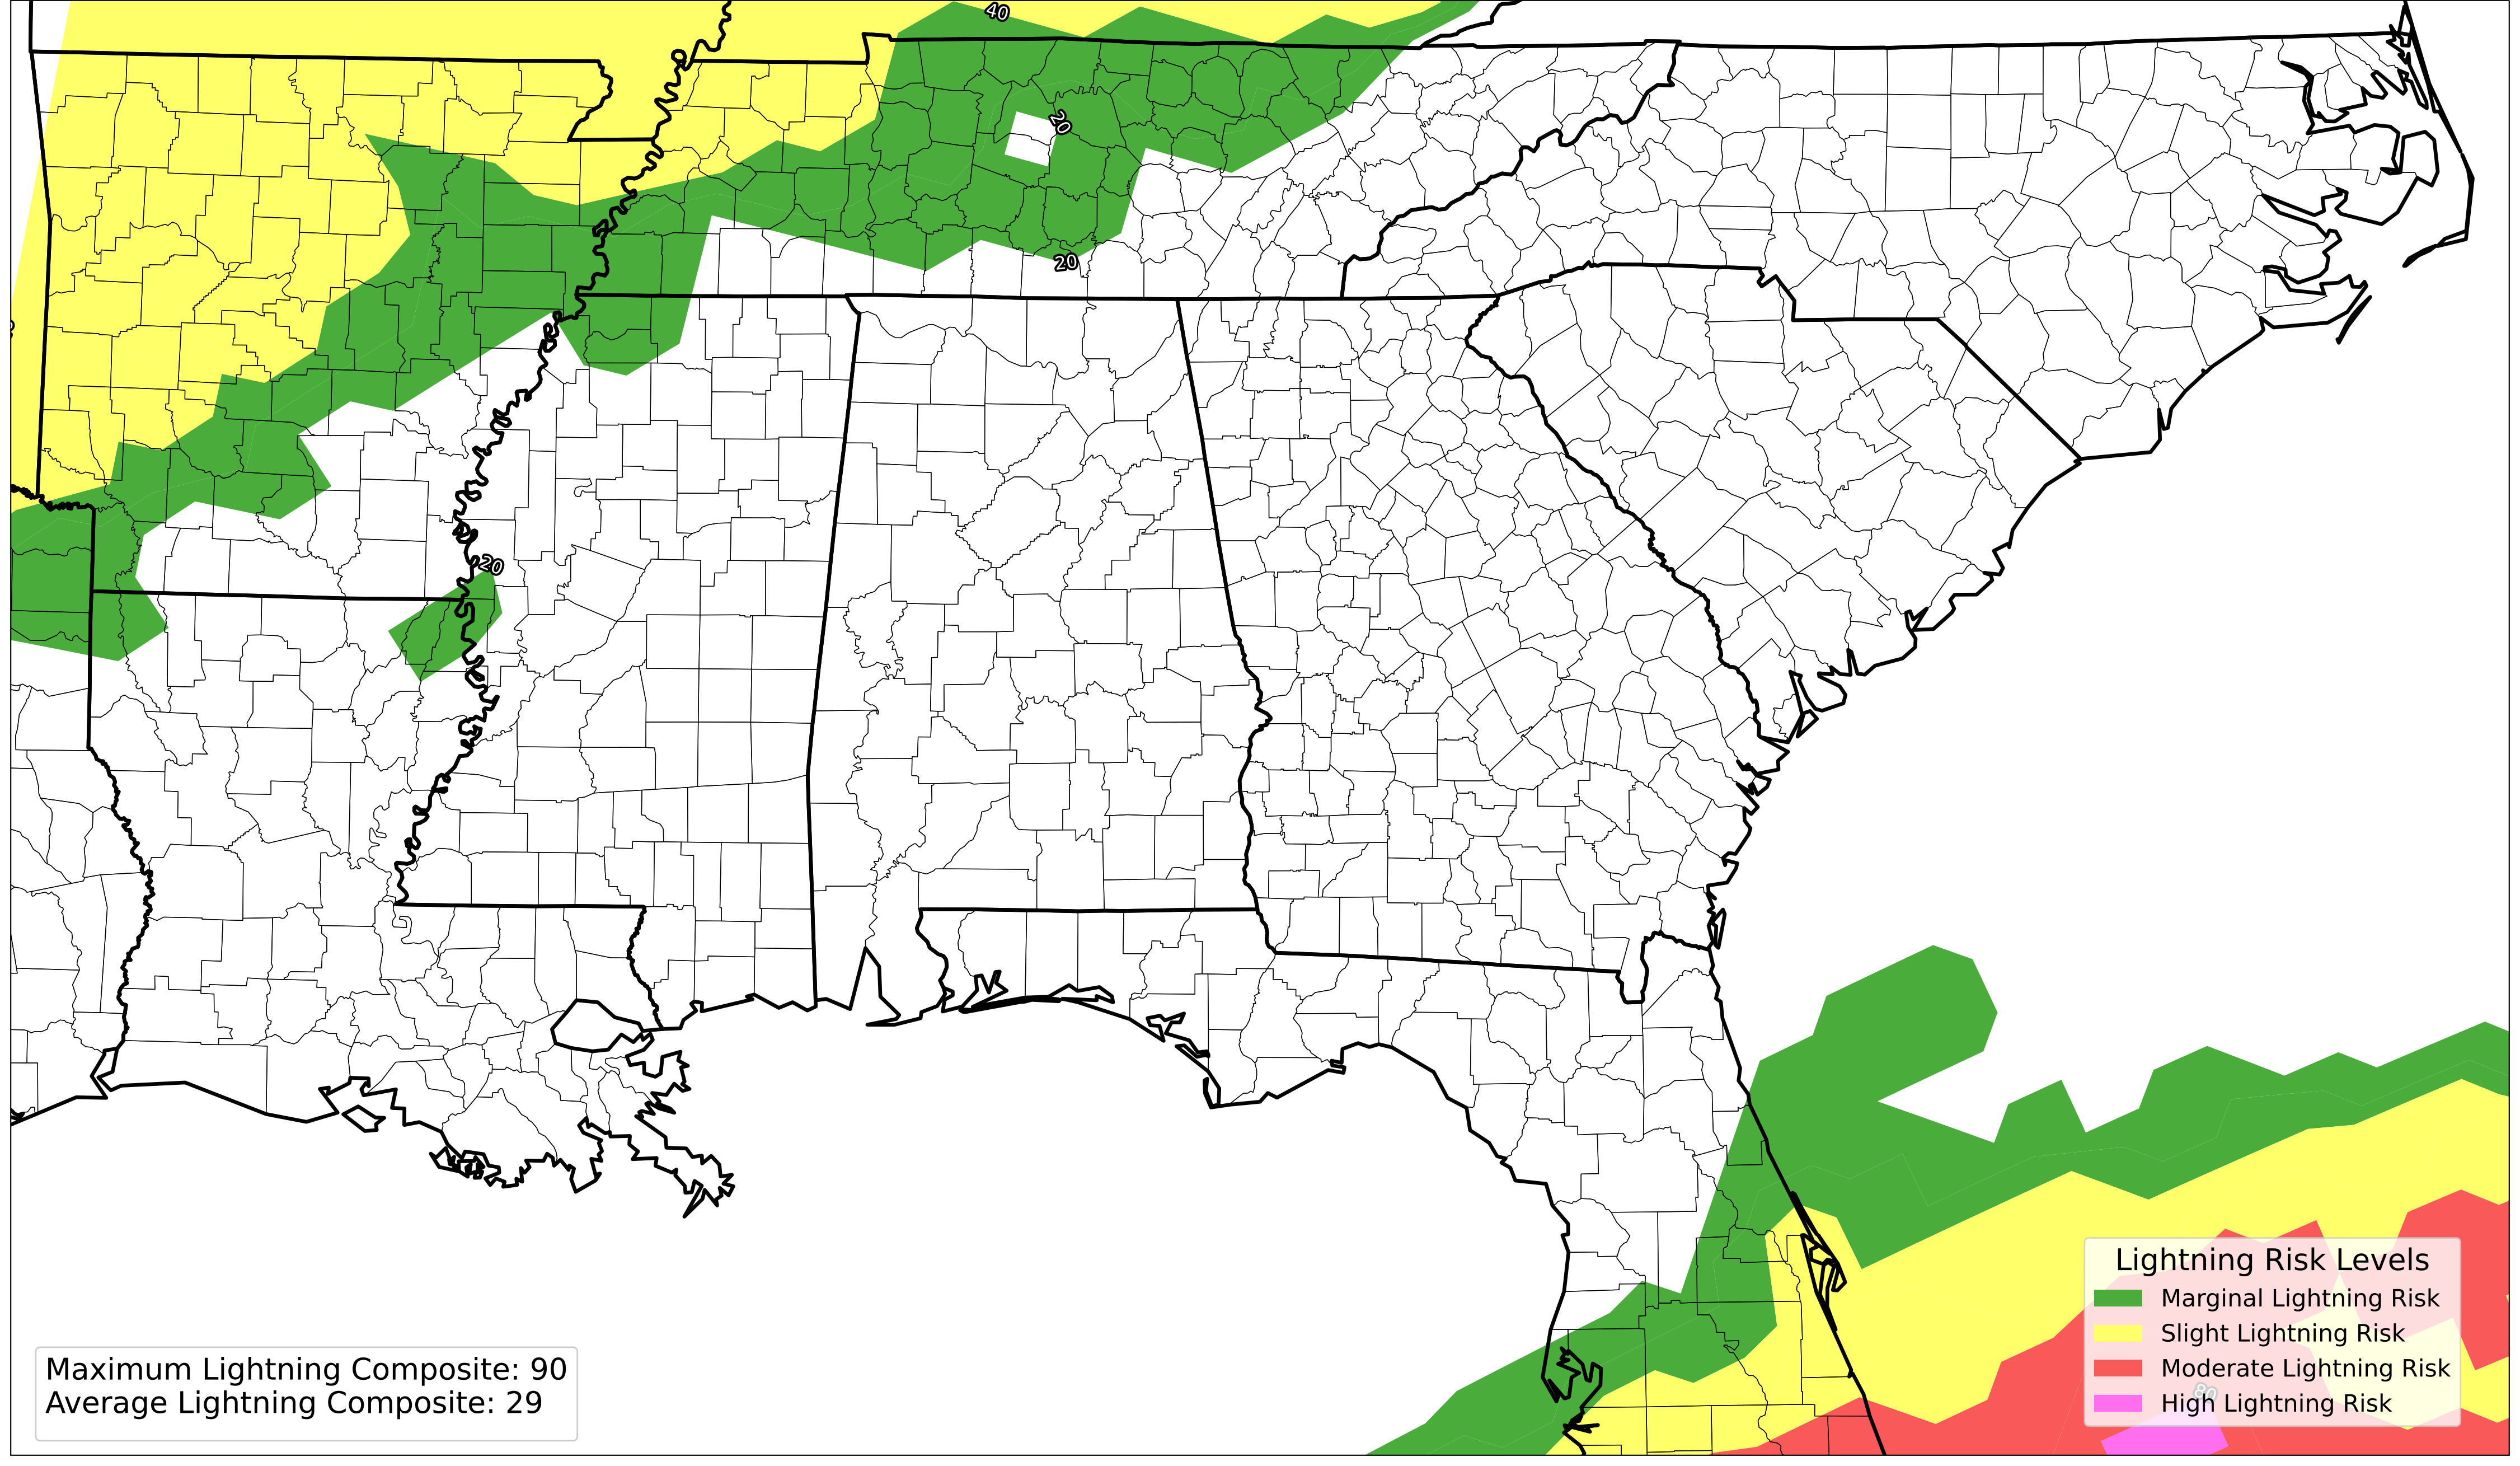 40
20
20
20
Lightning Risk Levels
Marginal Lightning Risk
Slight Lightning Risk
Moderate Lightning Risk
High Lightning Risk
80
Maximum Lightning Composite: 90
Average Lightning Composite: 29